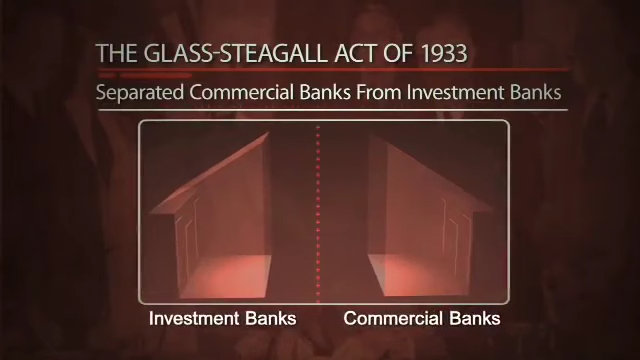 THE GLASS-STEAGALL ACT OF 1933
Separated Commercial Banks From Investment Banks
Investment Banks
Commercial Banks